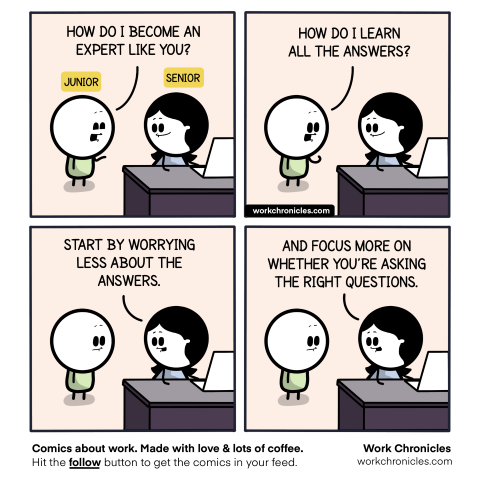 HOW DO I BECOME AN
EXPERT LIKE YOU?
JUNIOR
SENIOR
HOW DO I LEARN
ALL THE ANSWERS?
workchronicles.com
START BY WORRYING
LESS ABOUT THE
ANSWERS.
AND FOCUS MORE ON
WHETHER YOU'RE ASKING
THE RIGHT QUESTIONS.
Comics about work. Made with love & lots of coffee.
Hit the follow button to get the comics in your feed.
Work Chronicles
workchronicles.com